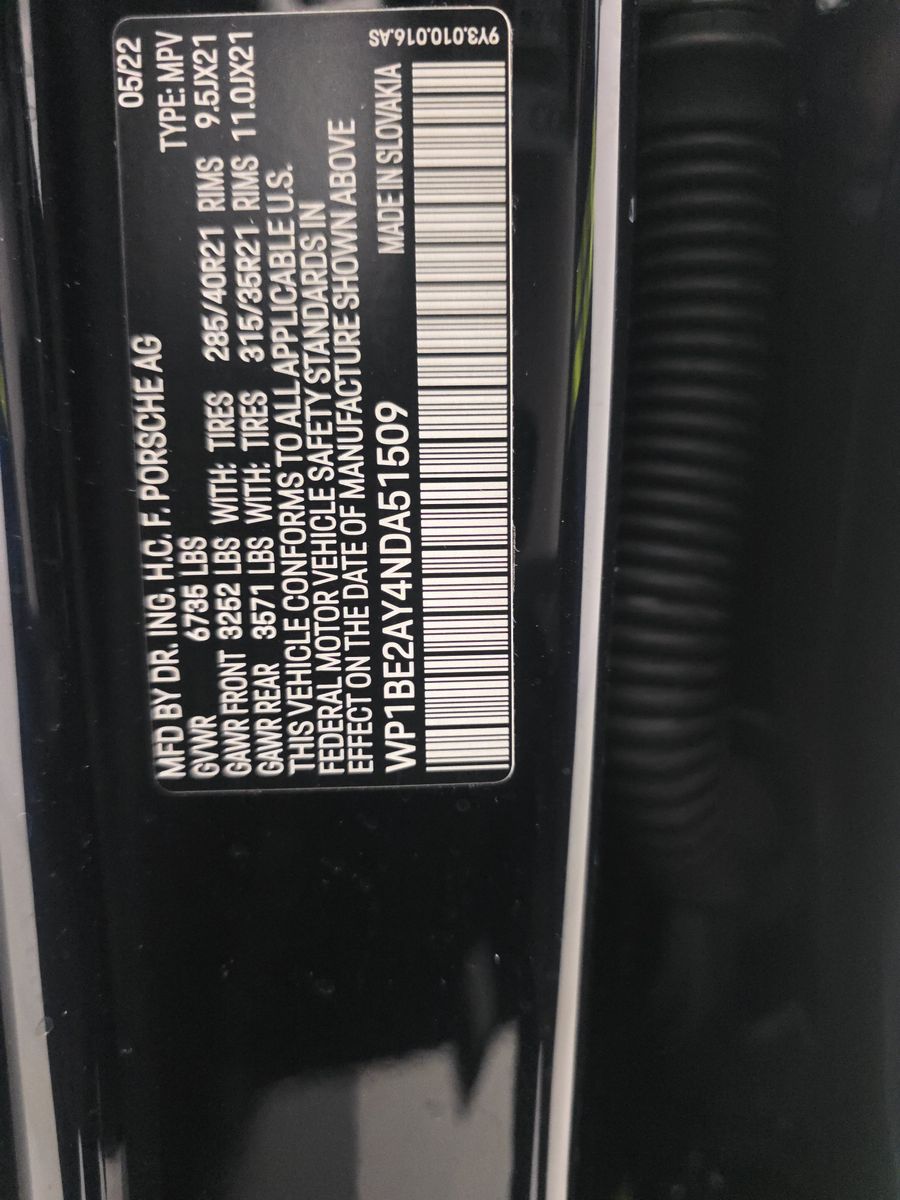 05/22
MFD BY DR. ING. H.C. F. PORSCHE AG TYPE: MPV
GVWR 6735 LBS
GAWR FRONT 3252 LBS WITH: TIRES 285/40R21 RIMS 9.5JX21
GAWR REAR 3571 LBS WITH: TIRES 315/35R21 RIMS 11.0JX21
THIS VEHICLE CONFORMS TO ALL APPLICABLE U.S.
FEDERAL MOTOR VEHICLE SAFETY STANDARDS IN
EFFECT ON THE DATE OF MANUFACTURE SHOWN ABOVE
WP1BE2AY4NDA51509 MADE IN SLOVAKIA
9Y3.010.016.AS